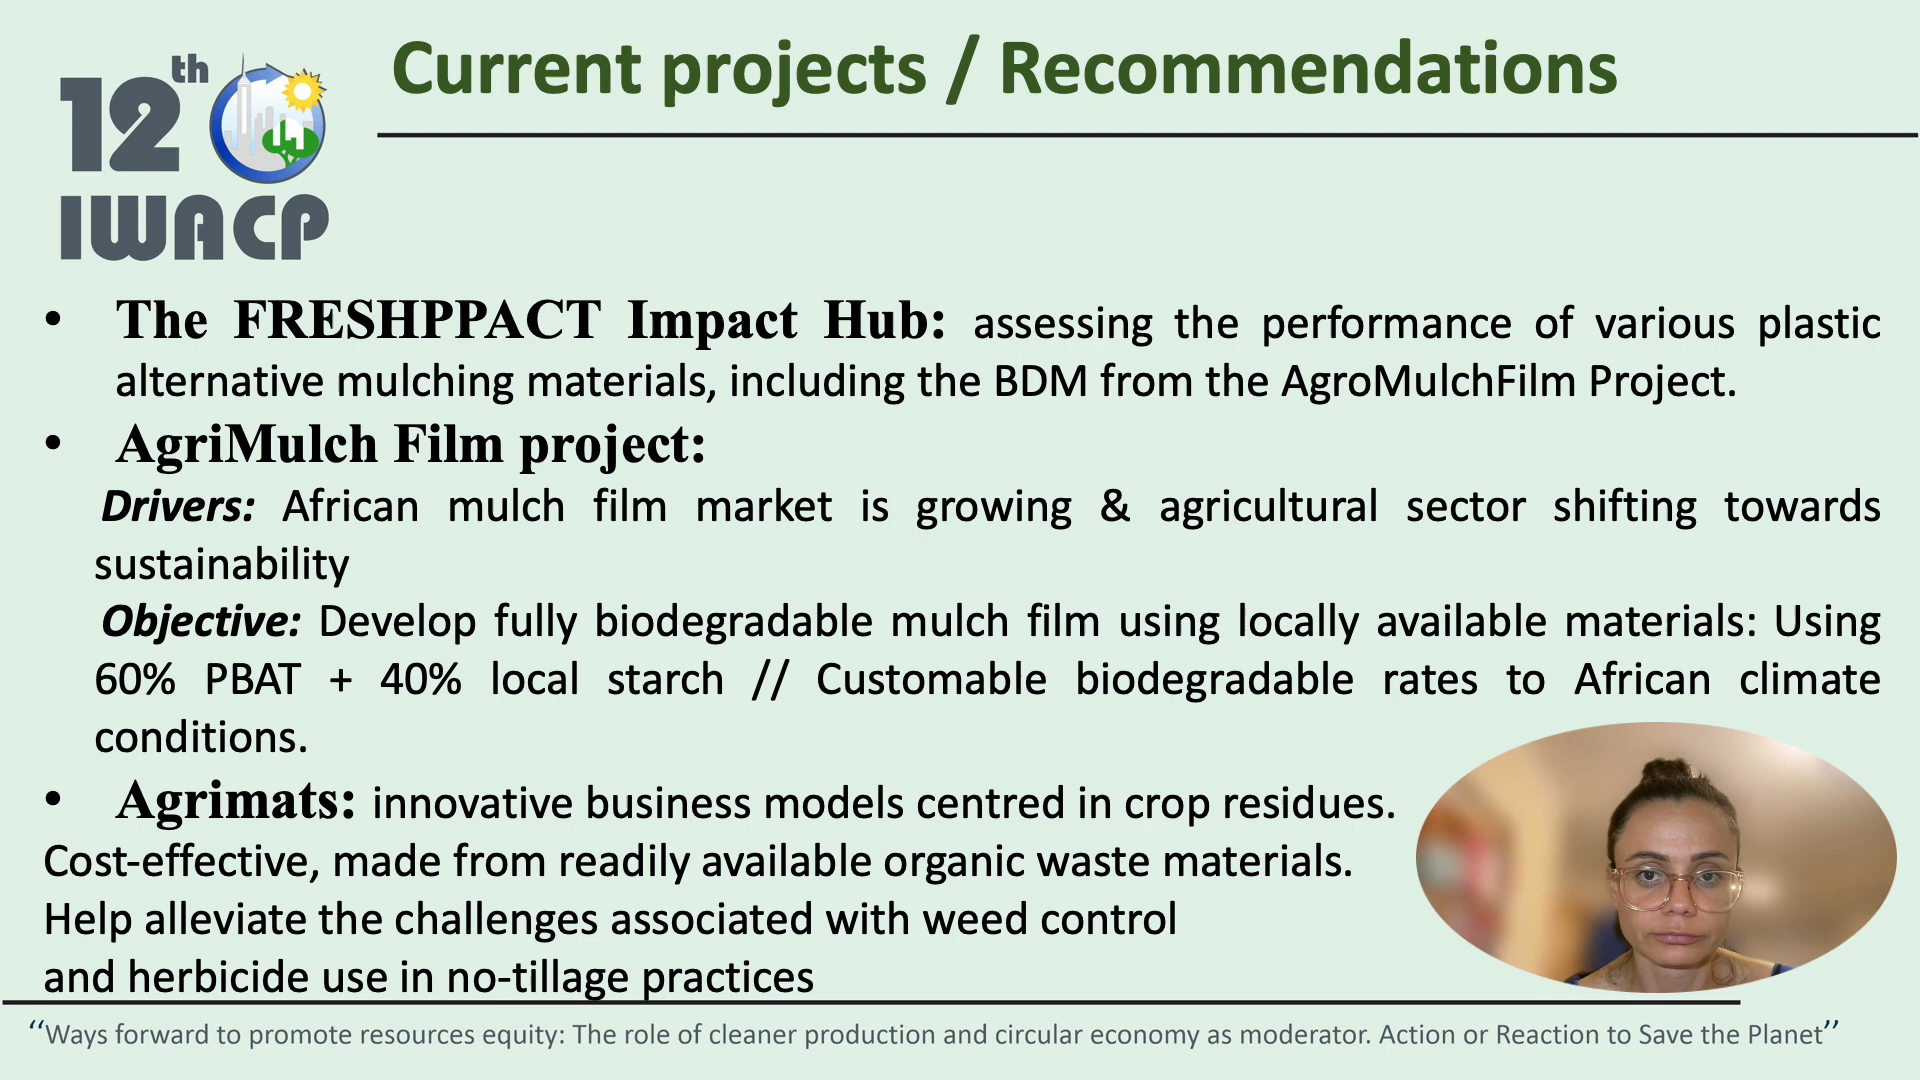 12th
IWACP
Current projects / Recommendations
• The FRESHPPACT Impact Hub: assessing the performance of various plastic
alternative mulching materials, including the BDM from the AgroMulchFilm Project.
• AgriMulch Film project:
Drivers: African mulch film market is growing & agricultural sector shifting towards
sustainability
Objective: Develop fully biodegradable mulch film using locally available materials: Using
60% PBAT + 40% local starch // Customable biodegradable rates to African climate
conditions.
• Agrimats: innovative business models centred in crop residues.
Cost-effective, made from readily available organic waste materials.
Help alleviate the challenges associated with weed control
and herbicide use in no-tillage practices
“Ways forward to promote resources equity: The role of cleaner production and circular economy as moderator. Action or Reaction to Save the Planet”